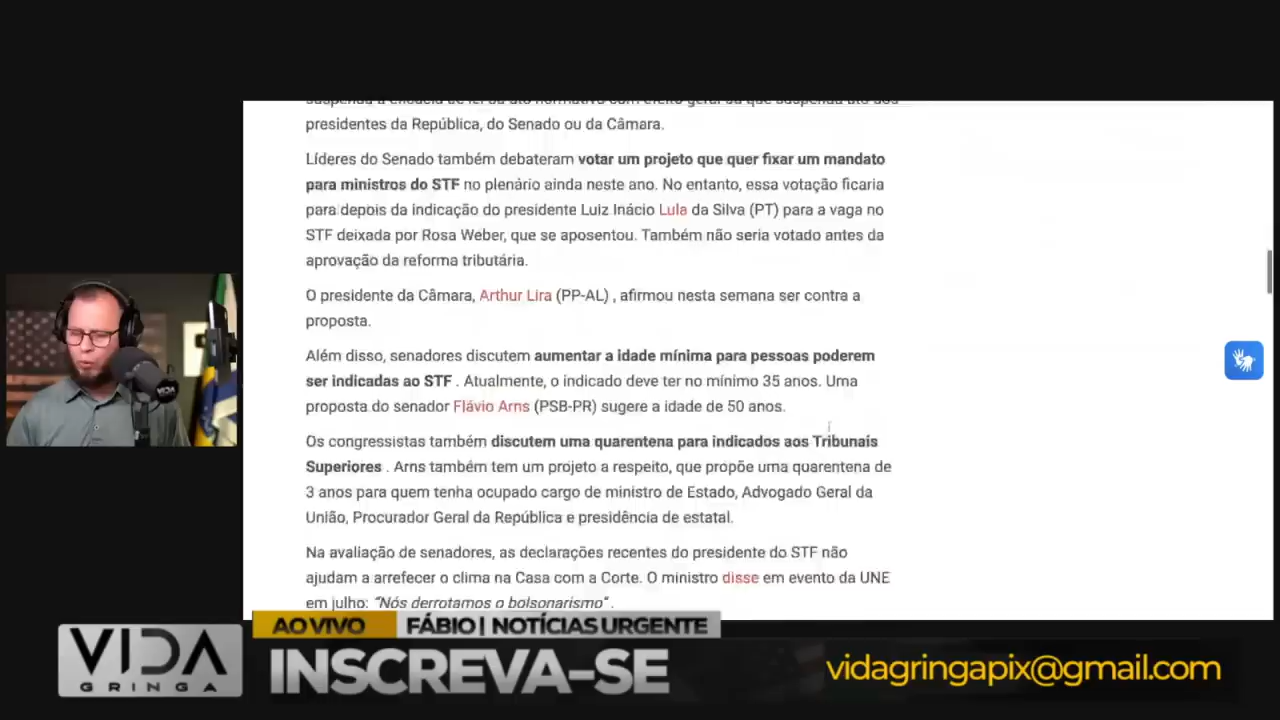 presidentes da República, do Senado ou da Câmara.
Líderes do Senado também debateram votar um projeto que quer fixar um mandato
para ministros do STF no plenário ainda neste ano. No entanto, essa votação ficaria
para depois da indicação do presidente Luiz Inácio Lula da Silva (PT) para a vaga no
STF deixada por Rosa Weber, que se aposentou. Também não seria votado antes da
aprovação da reforma tributária.
O presidente da Câmara, Arthur Lira (PP-AL) , afirmou nesta semana ser contra a
proposta.
Além disso, senadores discutem aumentar a idade mínima para pessoas poderem
ser indicadas ao STF . Atualmente, o indicado deve ter no mínimo 35 anos. Uma
proposta do senador Flávio Arns (PSB-PR) sugere a idade de 50 anos.
Os congressistas também discutem uma quarentena para indicados aos Tribunais
Superiores . Arns também tem um projeto a respeito, que propõe uma quarentena de
3 anos para quem tenha ocupado cargo de ministro de Estado, Advogado Geral da
União, Procurador Geral da República e presidência de estatal.
Na avaliação de senadores, as declarações recentes do presidente do STF não
ajudam a arrefecer o clima na Casa com a Corte. O ministro disse em evento da UNE
em julho: “Nós derrotamos o bolsonarismo” .
VIDA
AO VIVO FÁBIO | NOTÍCIAS URGENTE
VIDA
GRINGA
INSCREVA-SE
vidagringapix@gmail.com